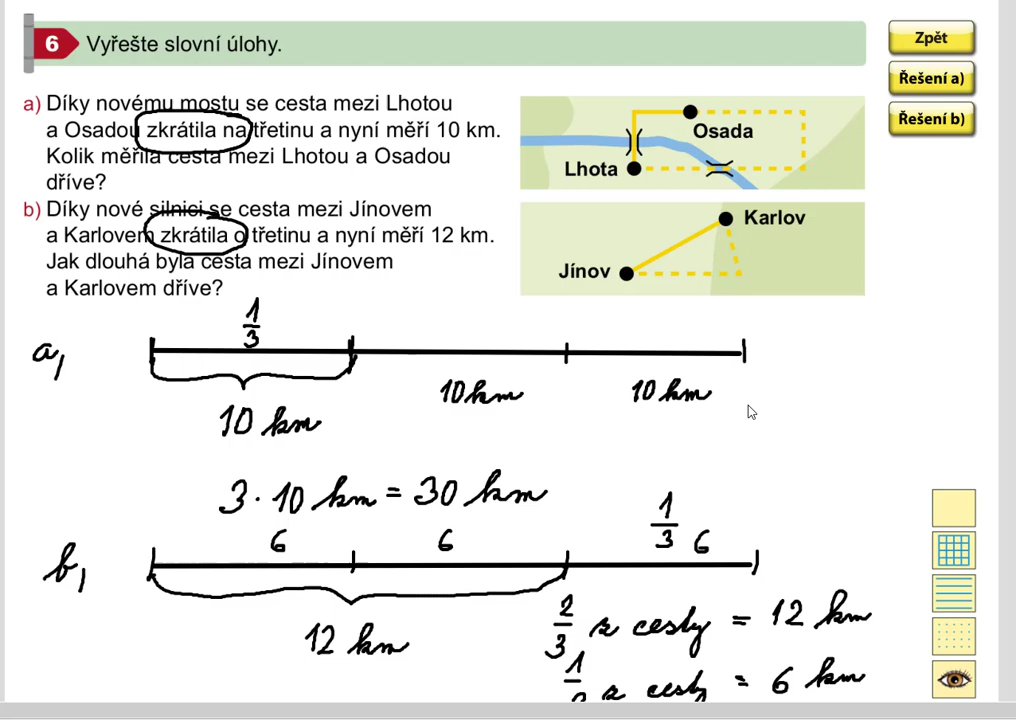 6 Vyřešte slovní úlohy.
Zpět
Řešení a)
Řešení b)
a) Díky novému mostu se cesta mezi Lhotou
a Osadou zkrátila na třetinu a nyní měří 10 km.
Kolik měřila cesta mezi Lhotou a Osadou
dříve?
b) Díky nové silnici se cesta mezi Jínovem
a Karlovem zkrátila o třetinu a nyní měří 12 km.
Jak dlouhá byla cesta mezi Jínovem
a Karlovem dříve?
Osada
Lhota
Karlov
Jínov
a)
1/3
10 km
10 km
10 km
3 · 10 km = 30 km
b)
6
6
1/3 6
12 km
2/3 z cesty = 12 km
z cesty = 6 km